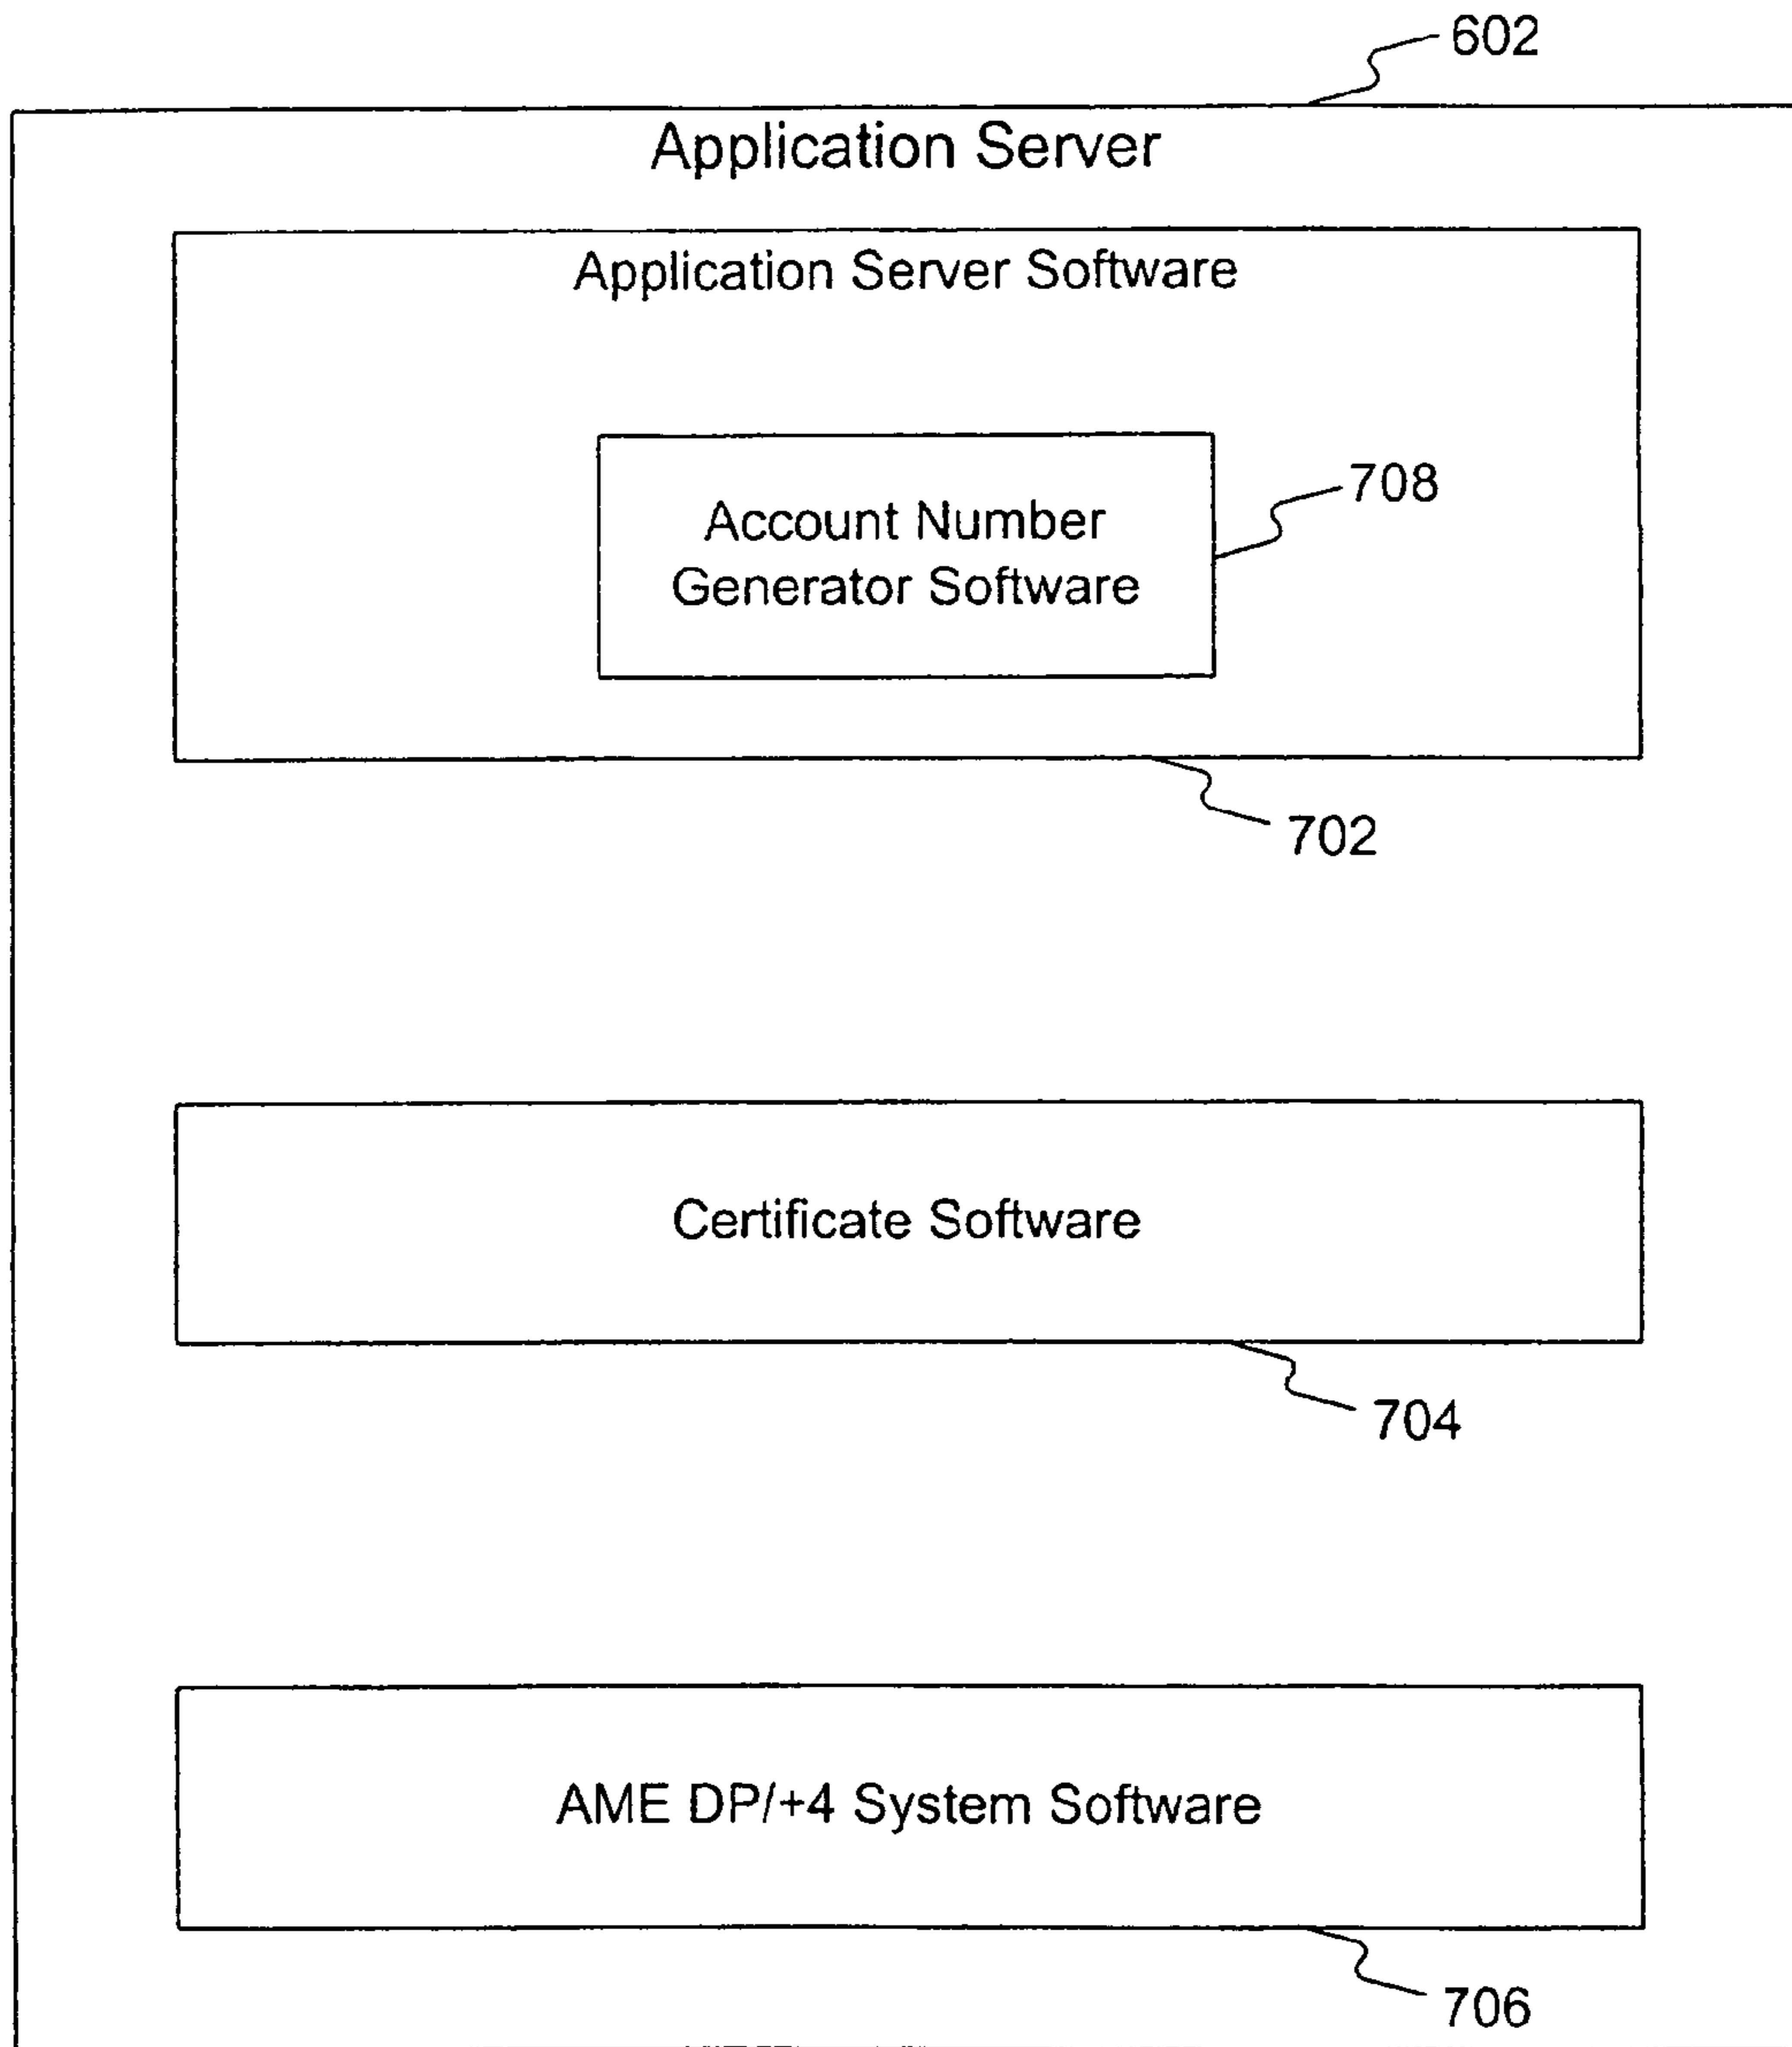 602
Application Server
Application Server Software
708
Account Number
Generator Software
702
Certificate Software
704
AME DP/+4 System Software
706